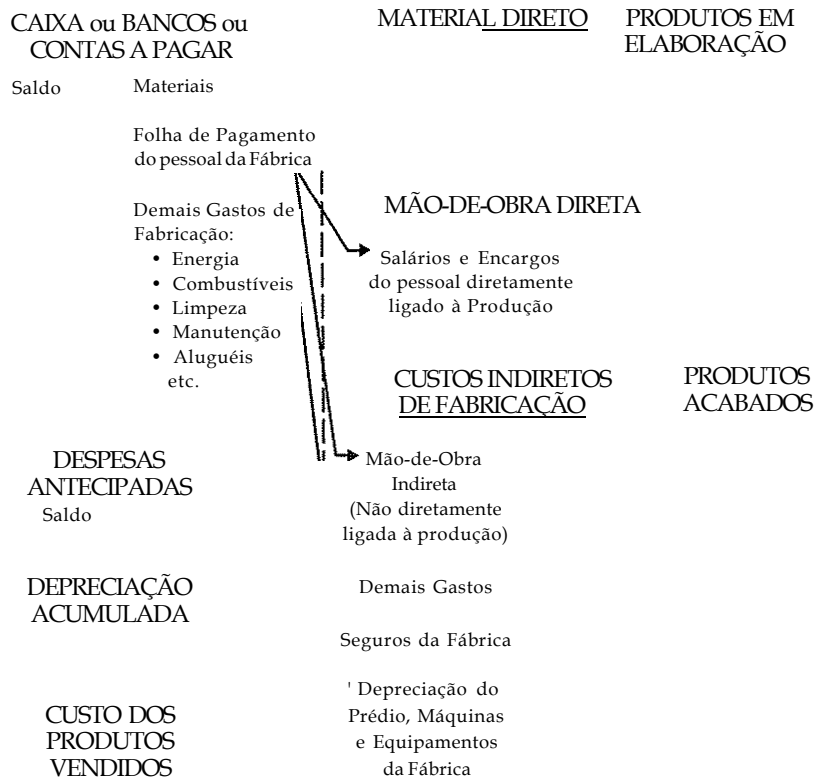 CAIXA ou BANCOS ou
CONTAS A PAGAR
Saldo
Materiais
Folha de Pagamento
do pessoal da Fábrica
Demais Gastos de
Fabricação:
• Energia
• Combustíveis
• Limpeza
• Manutenção
• Aluguéis
etc.
DESPESAS
ANTECIPADAS
Saldo
DEPRECIAÇÃO
ACUMULADA
CUSTO DOS
PRODUTOS
VENDIDOS
MATERIAL DIRETO
MÃO-DE-OBRA DIRETA
Salários e Encargos
do pessoal diretamente
ligado à Produção
CUSTOS INDIRETOS
DE FABRICAÇÃO
Mão-de-Obra
Indireta
(Não diretamente
ligada à produção)
Demais Gastos
Seguros da Fábrica
' Depreciação do
Prédio, Máquinas
e Equipamentos
da Fábrica
PRODUTOS EM
ELABORAÇÃO
PRODUTOS
ACABADOS